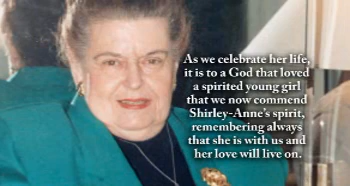 As we celebrate her life,
it is to a God that loved
a spirited young girl
that we now commend
Shirley-Anne's spirit,
remembering always
that she is with us and
her love will live on.